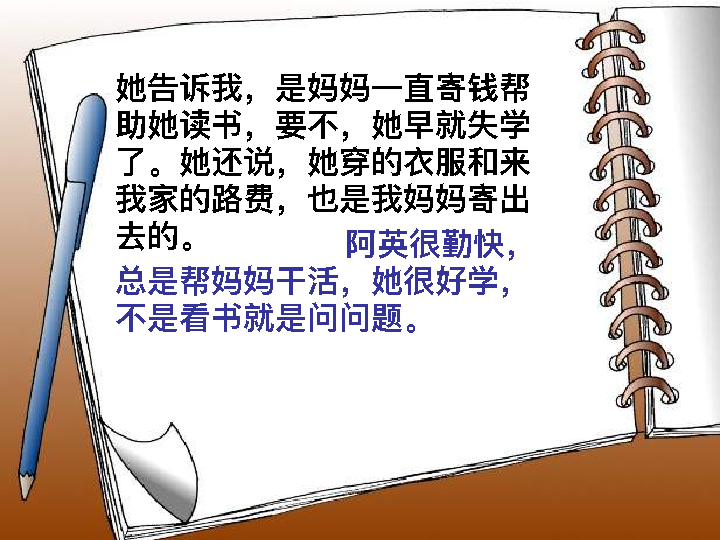 她告诉我，是妈妈一直寄钱帮
助她读书，要不，她早就失学
了。她还说，她穿的衣服和来
我家的路费，也是我妈妈寄出
去的。
阿英很勤快，
总是帮妈妈干活，她很好学，
不是看书就是问问题。